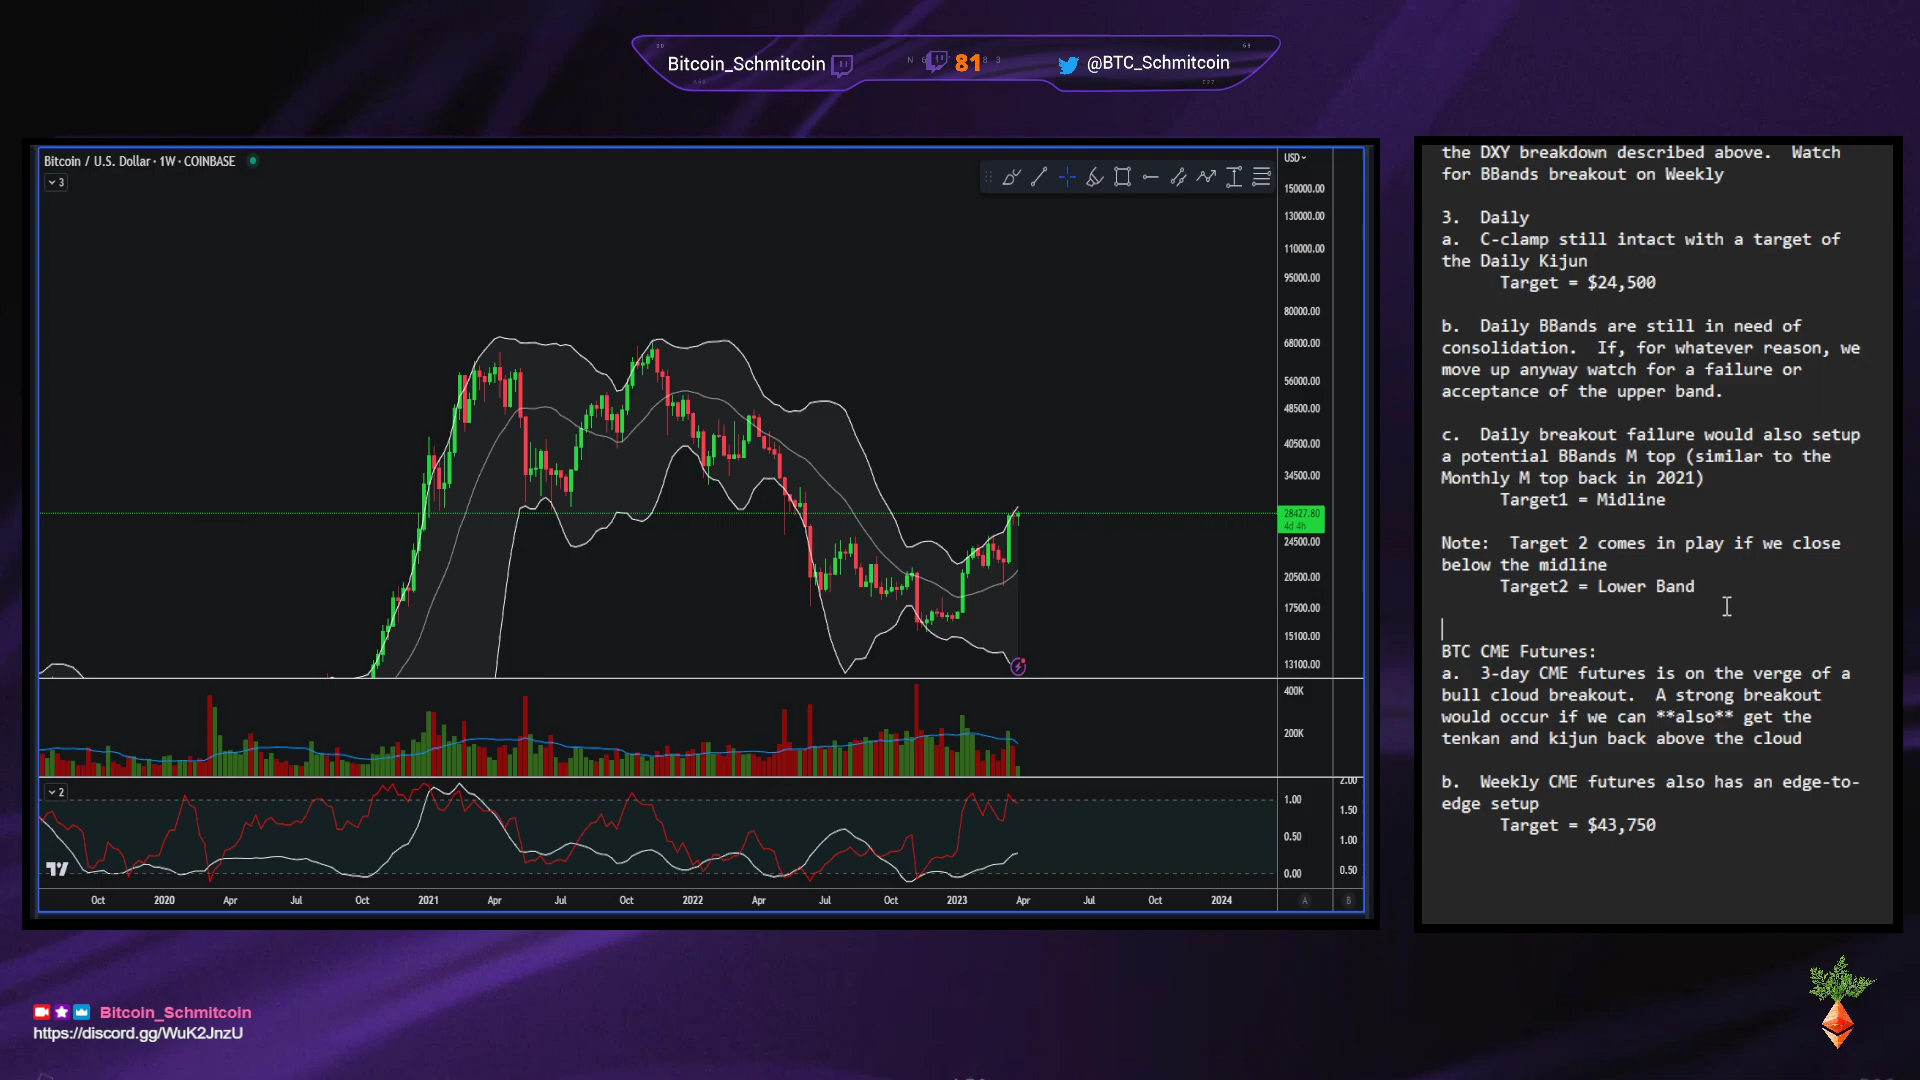 Bitcoin_Schmitcoin
81
@BTC_Schmitcoin
Bitcoin / U.S. Dollar · 1W · COINBASE
3
USD
150000.00
130000.00
110000.00
95000.00
80000.00
68000.00
56000.00
48500.00
40500.00
34500.00
28427.80
4d 4h
24500.00
20500.00
17500.00
15100.00
13100.00
400K
200K
2
1.00
0.50
0.00
2.00
1.50
1.00
0.50
Oct 2020 Apr Jul Oct 2021 Apr Jul Oct 2022 Apr Jul Oct 2023 Apr Jul Oct 2024
A B
the DXY breakdown described above. Watch
for BBands breakout on Weekly
3. Daily
a. C-clamp still intact with a target of
the Daily Kijun
Target = $24,500
b. Daily BBands are still in need of
consolidation. If, for whatever reason, we
move up anyway watch for a failure or
acceptance of the upper band.
c. Daily breakout failure would also setup
a potential BBands M top (similar to the
Monthly M top back in 2021)
Target1 = Midline
Note: Target 2 comes in play if we close
below the midline
Target2 = Lower Band
BTC CME Futures:
a. 3-day CME futures is on the verge of a
bull cloud breakout. A strong breakout
would occur if we can **also** get the
tenkan and kijun back above the cloud
b. Weekly CME futures also has an edge-to-
edge setup
Target = $43,750
Bitcoin_Schmitcoin
https://discord.gg/WuK2JnzU